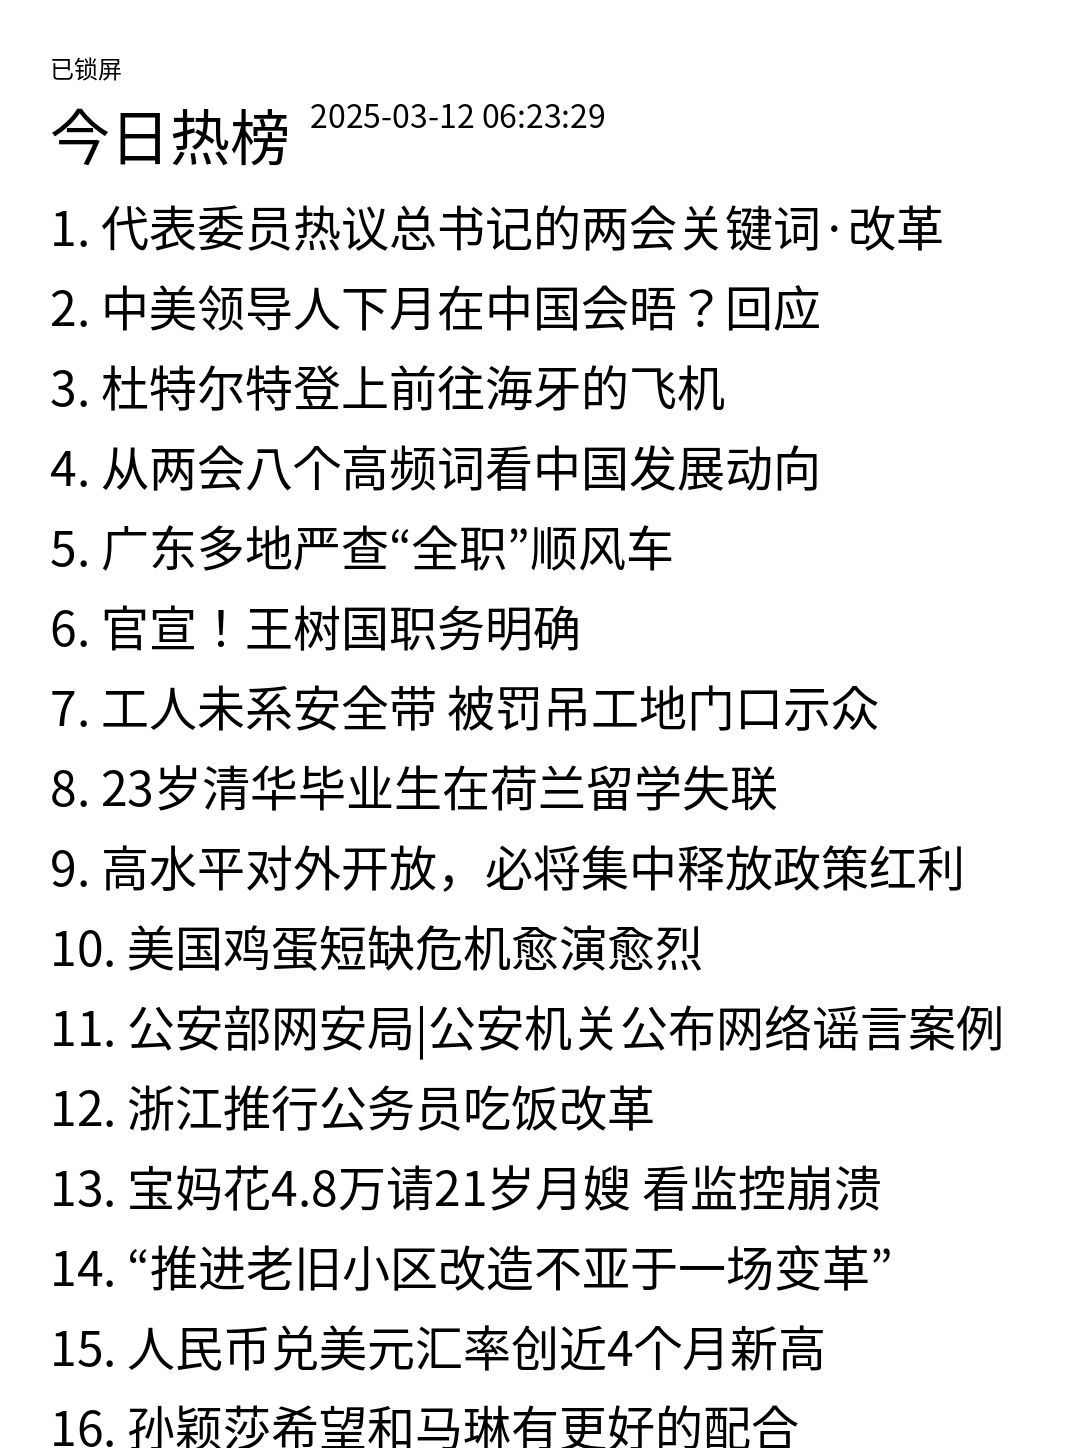 已锁屏
今日热榜 2025-03-12 06:23:29
1. 代表委员热议总书记的两会关键词·改革
2. 中美领导人下月在中国会晤？回应
3. 杜特尔特登上前往海牙的飞机
4. 从两会八个高频词看中国发展动向
5. 广东多地严查“全职”顺风车
6. 官宣！王树国职务明确
7. 工人未系安全带 被罚吊工地门口示众
8. 23岁清华毕业生在荷兰留学失联
9. 高水平对外开放，必将集中释放政策红利
10. 美国鸡蛋短缺危机愈演愈烈
11. 公安部网安局|公安机关公布网络谣言案例
12. 浙江推行公务员吃饭改革
13. 宝妈花4.8万请21岁月嫂 看监控崩溃
14. “推进老旧小区改造不亚于一场变革”
15. 人民币兑美元汇率创近4个月新高
16. 孙颖莎希望和马琳有更好的配合